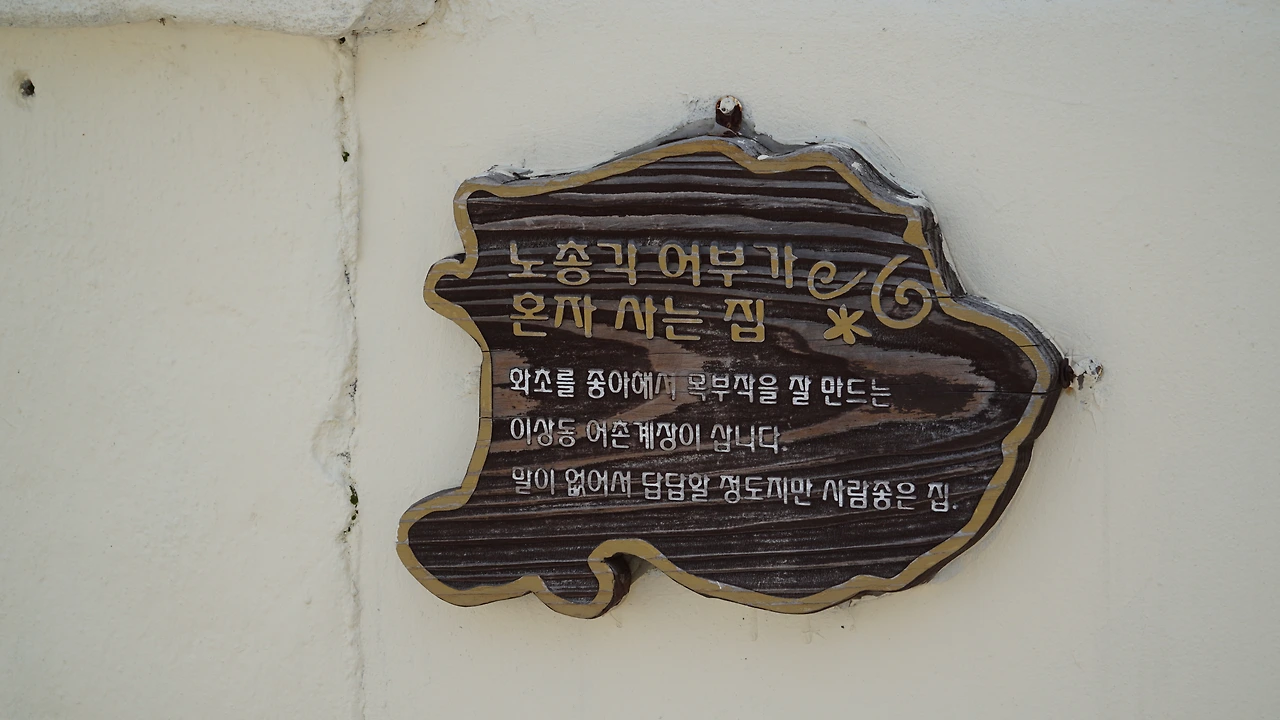 노총각 어부가
혼자 사는 집
화초를 좋아해서 목부작을 잘 만드는
이상동 어촌계장이 삽니다.
말이 없어서 답답할 정도지만 사람좋은 집.